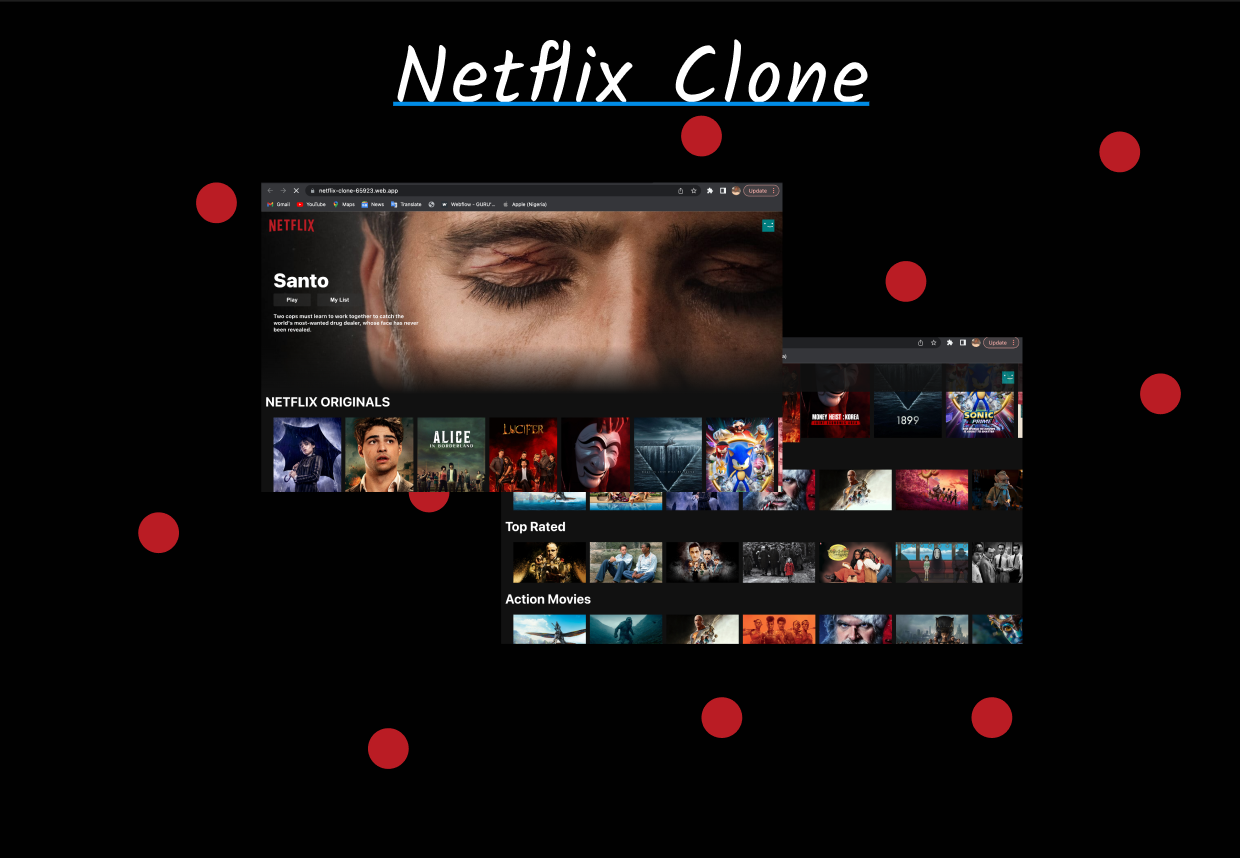 Netflix Clone
netflix-clone-65923.web.app
Update
Gmail YouTube Maps News Translate Webflow - GURL'... Apple (Nigeria)
NETFLIX
Santo
Play My List
Two cops must learn to work together to catch the
world's most-wanted drug dealer, whose face has never
been revealed.
NETFLIX ORIGINALS
ALICE
IN BORDERLAND
LUCIFER
Update
MONEY HEIST: KOREA
1899
SONIC
PRIME
Top Rated
Action Movies